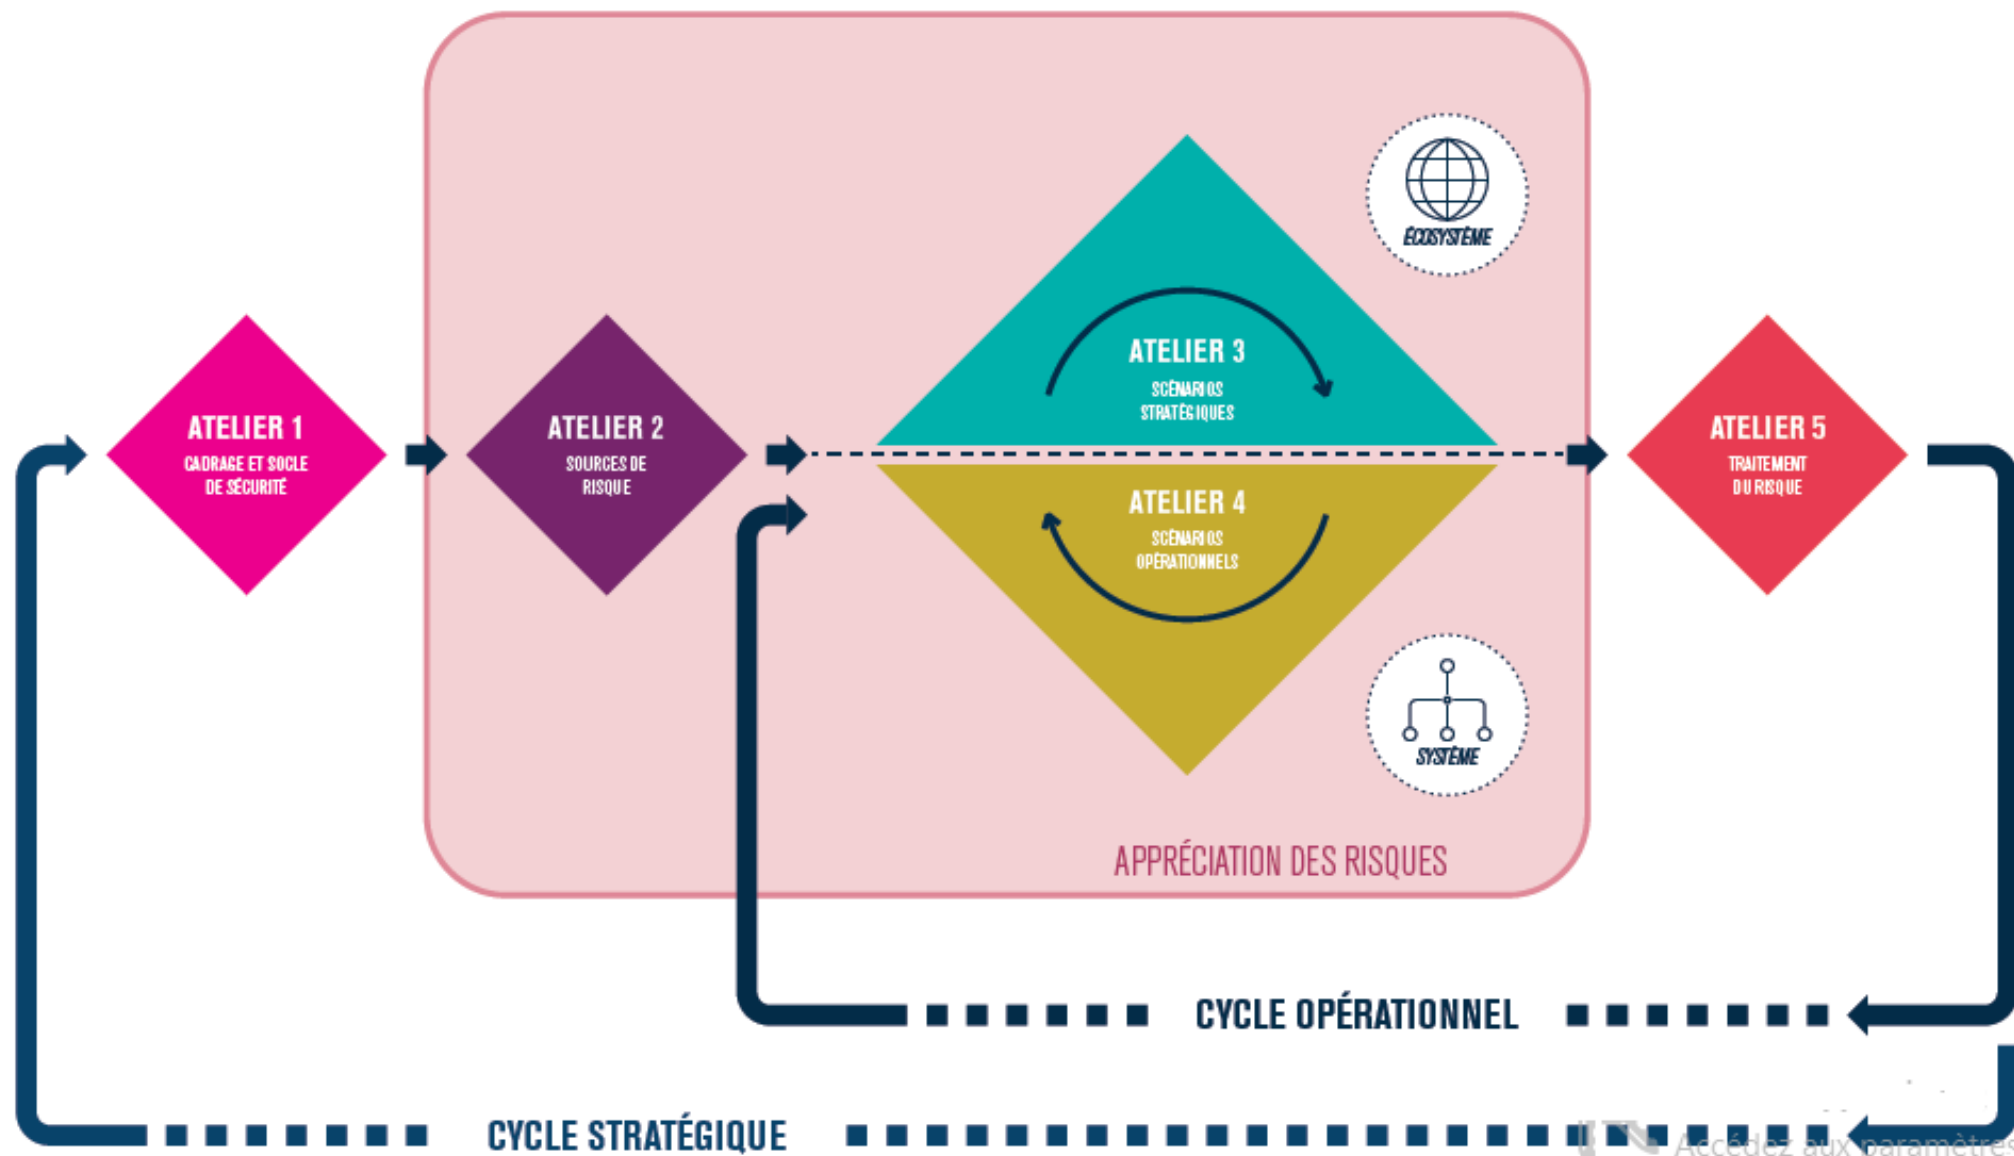 ÉCOSYSTÈME
ATELIER 3
SCÉNARIOS
STRATÉGIQUES
ATELIER 1
CADRAGE ET SOCLE
DE SÉCURITÉ
ATELIER 2
SOURCES DE
RISQUE
ATELIER 5
TRAITEMENT
DU RISQUE
ATELIER 4
SCÉNARIOS
OPÉRATIONNELS
SYSTÈME
APPRÉCIATION DES RISQUES
CYCLE OPÉRATIONNEL
CYCLE STRATÉGIQUE
Accédez aux paramètres